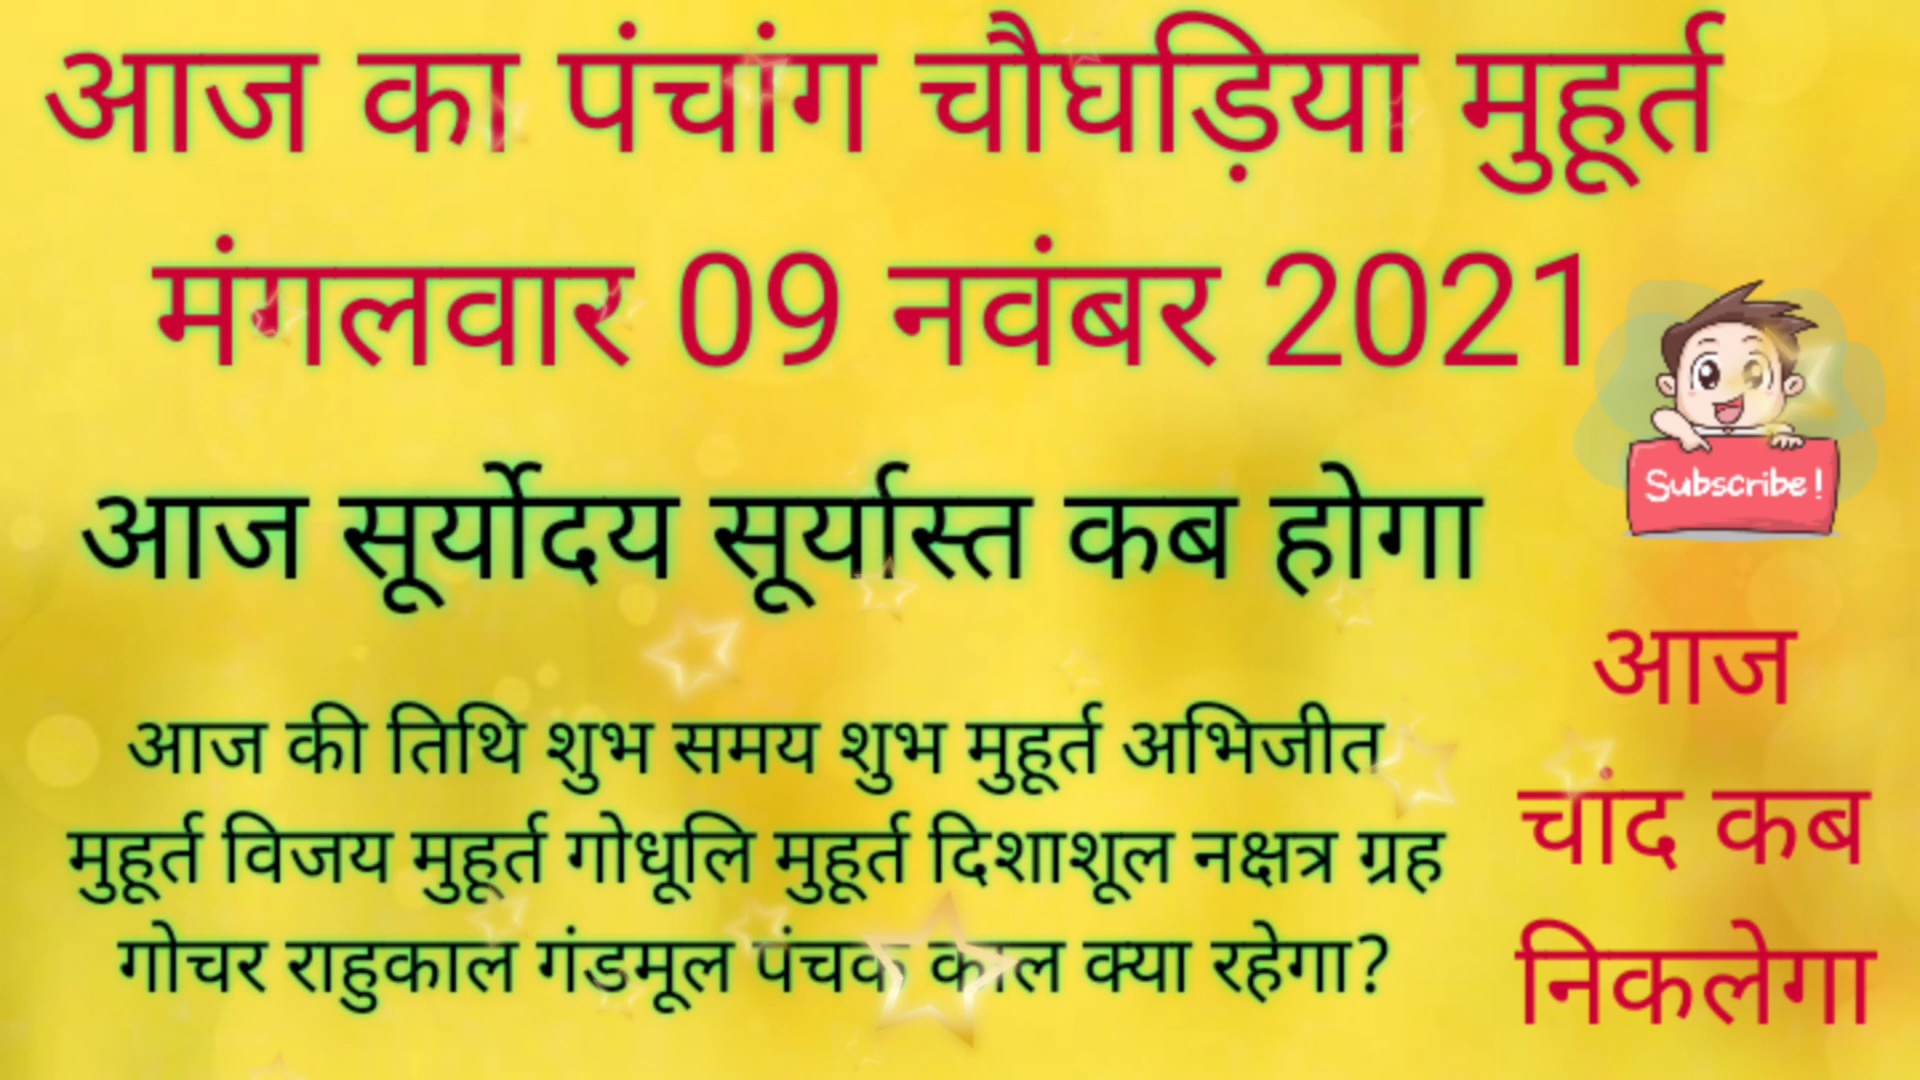 आज का पंचांग चौघड़िया मुहूर्त
मंगलवार 09 नवंबर 2021
Subscribe!
आज सूर्योदय सूर्यास्त कब होगा
आज की तिथि शुभ समय शुभ मुहूर्त अभिजीत
मुहूर्त विजय मुहूर्त गोधूलि मुहूर्त दिशाशूल नक्षत्र ग्रह
गोचर राहुकाल गंडमूल पंचक काल क्या रहेगा?
आज
चांद कब
निकलेगा